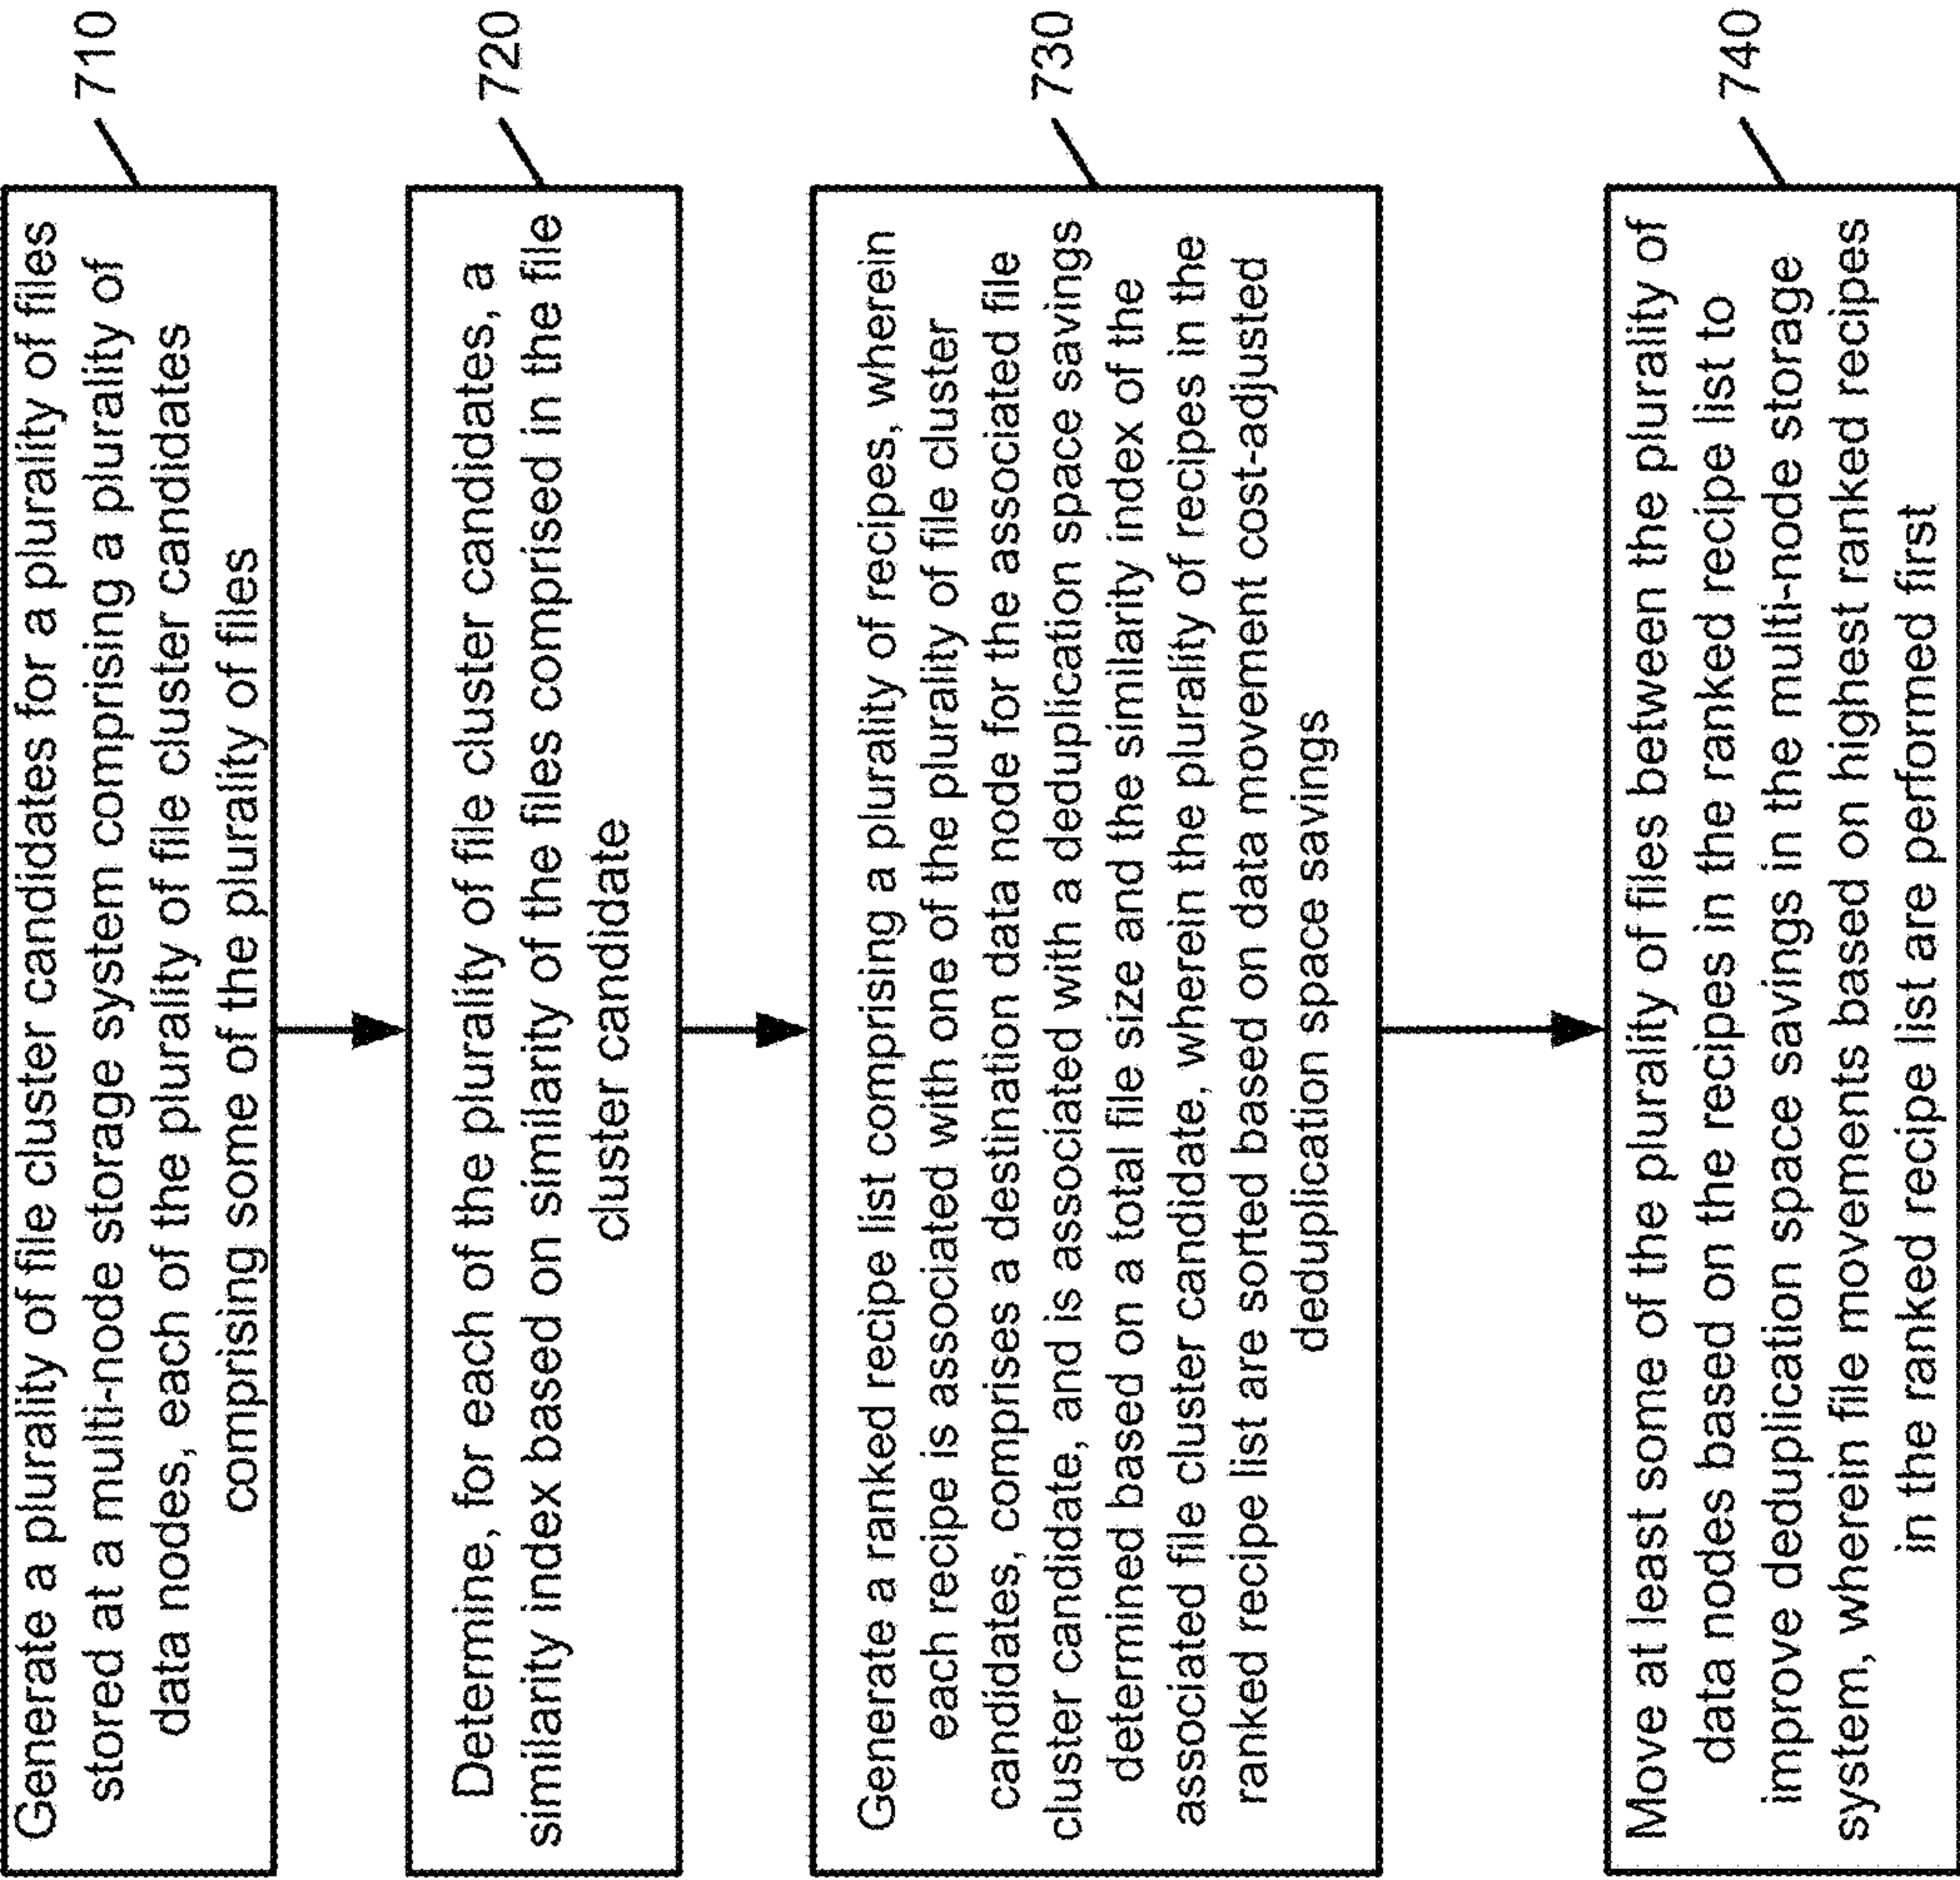 Generate a plurality of file cluster candidates for a plurality of files
stored at a multi-node storage system comprising a plurality of
data nodes, each of the plurality of file cluster candidates
comprising some of the plurality of files
710
Determine, for each of the plurality of file cluster candidates, a
similarity index based on similarity of the files comprised in the file
cluster candidate
720
Generate a ranked recipe list comprising a plurality of recipes, wherein
each recipe is associated with one of the plurality of file cluster
candidates, comprises a destination data node for the associated file
cluster candidate, and is associated with a deduplication space savings
determined based on a total file size and the similarity index of the
associated file cluster candidate, wherein the plurality of recipes in the
ranked recipe list are sorted based on data movement cost-adjusted
deduplication space savings
730
Move at least some of the plurality of files between the plurality of
data nodes based on the recipes in the ranked recipe list to
improve deduplication space savings in the multi-node storage
system, wherein file movements based on highest ranked recipes
in the ranked recipe list are performed first
740